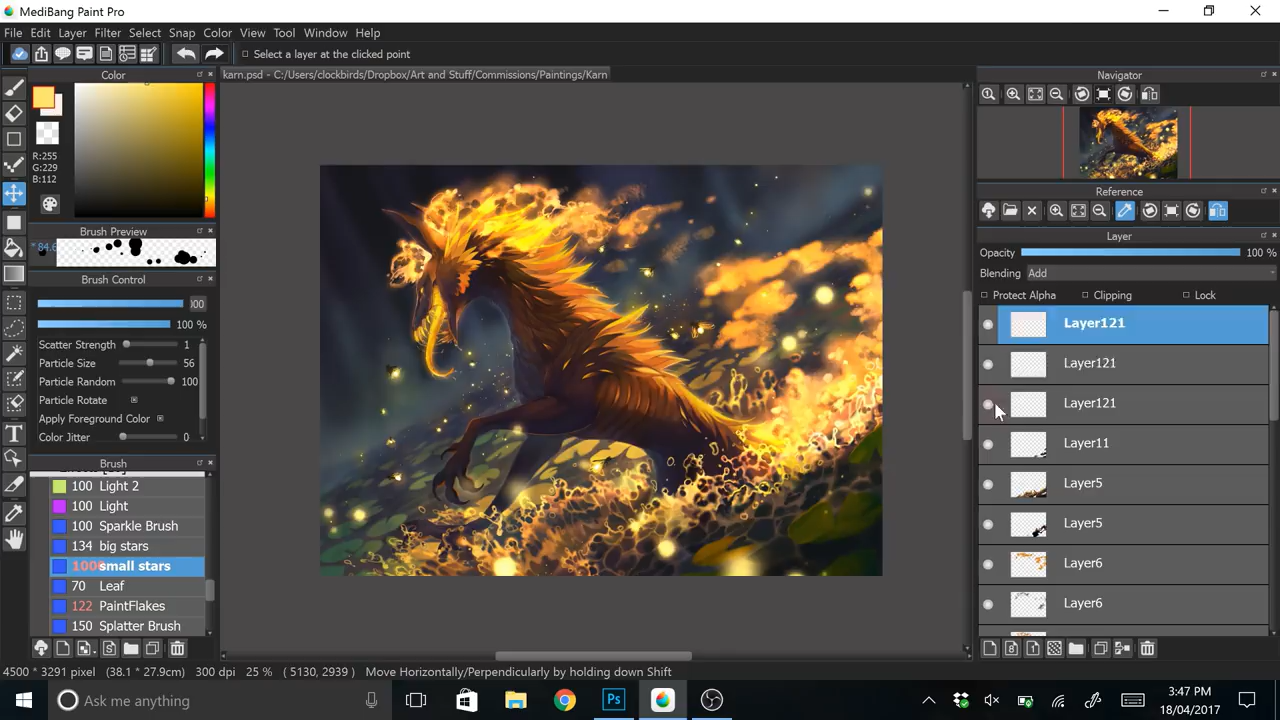 MediBang Paint Pro
File Edit Layer Filter Select Snap Color View Tool Window Help
Select a layer at the clicked point
Color
karn.psd - C:/Users/clockbirds/Dropbox/Art and Stuff/Commissions/Paintings/Karn
Navigator
R:255
G:229
B:112
Reference
Brush Preview
* 84.6
Layer
Opacity 100 %
Brush Control
Blending Add
Protect Alpha Clipping Lock
100 %
Scatter Strength 1
Particle Size 56
Particle Random 100
Particle Rotate
Apply Foreground Color
Color Jitter 0
Layer121
Layer121
Layer121
Layer11
Layer5
Layer5
Layer6
Layer6
Brush
100 Light 2
100 Light
100 Sparkle Brush
134 big stars
small stars
70 Leaf
122 PaintFlakes
150 Splatter Brush
4500 * 3291 pixel (38.1 * 27.9cm) 300 dpi 25 % ( 5130, 2939 ) Move Horizontally/Perpendicularly by holding down Shift
Ask me anything
Ps
3:47 PM
18/04/2017